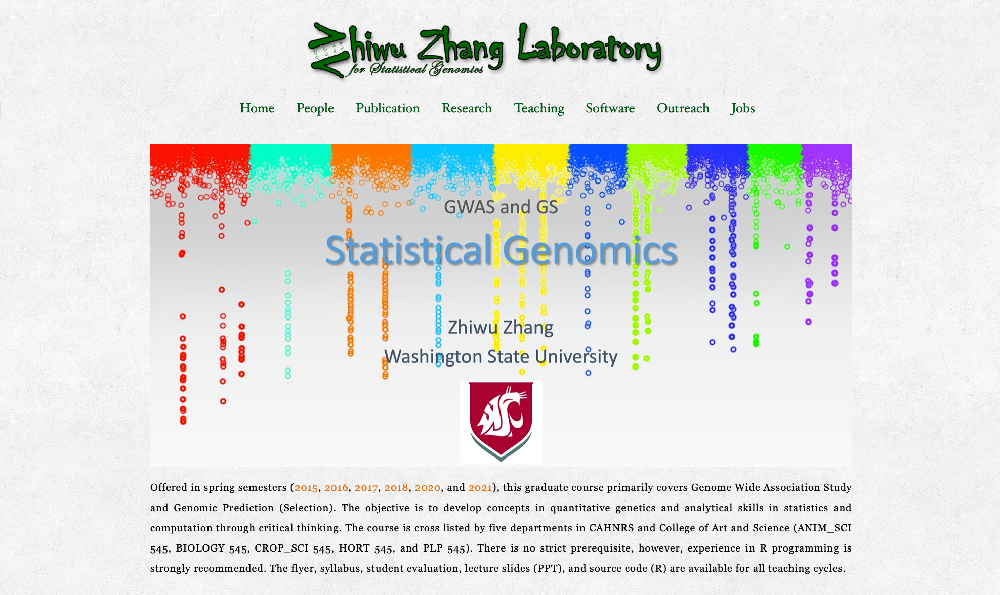 Zhiwu Zhang Laboratory
for Statistical Genomics
Home People Publication Research Teaching Software Outreach Jobs
GWAS and GS
Statistical Genomics
Zhiwu Zhang
Washington State University
Offered in spring semesters (2015, 2016, 2017, 2018, 2020, and 2021), this graduate course primarily covers Genome Wide Association Study
and Genomic Prediction (Selection). The objective is to develop concepts in quantitative genetics and analytical skills in statistics and
computation through critical thinking. The course is cross listed by five departments in CAHNRS and College of Art and Science (ANIM_SCI
545, BIOLOGY 545, CROP_SCI 545, HORT 545, and PLP 545). There is no strict prerequisite, however, experience in R programming is
strongly recommended. The flyer, syllabus, student evaluation, lecture slides (PPT), and source code (R) are available for all teaching cycles.